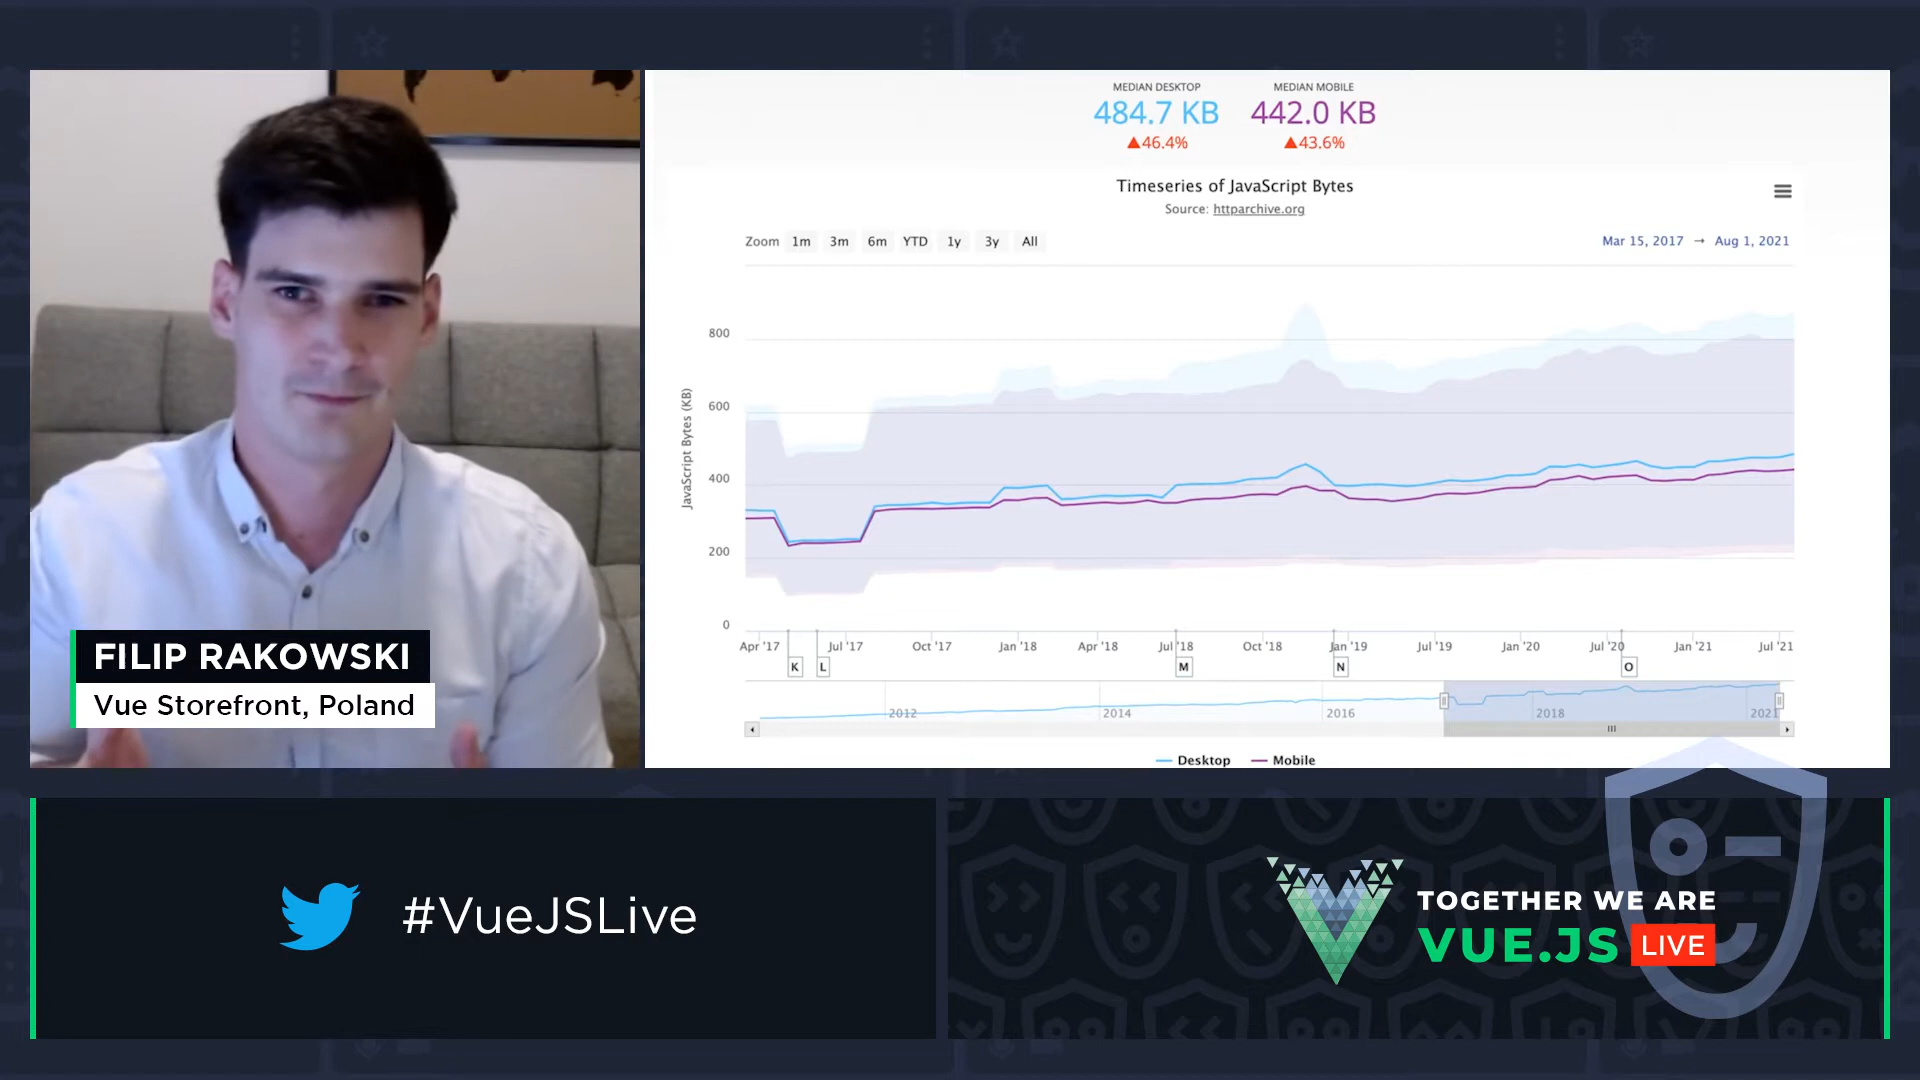 MEDIAN DESKTOP MEDIAN MOBILE
484.7 KB 442.0 KB
▲46.4% ▲43.6%
Timeseries of JavaScript Bytes
Source: httparchive.org
Zoom 1m 3m 6m YTD 1y 3y All Mar 15, 2017 → Aug 1, 2021
JavaScript Bytes (KB)
800
600
400
200
0
Apr '17 Jul '17 Oct '17 Jan '18 Apr '18 Jul '18 Oct '18 Jan '19 Jul '19 Jan '20 Jul '20 Jan '21 Jul '21
K L M N O
2012 2014 2016 2018 2021
Desktop Mobile
FILIP RAKOWSKI
Vue Storefront, Poland
#VueJSLive
TOGETHER WE ARE
VUE.JS LIVE